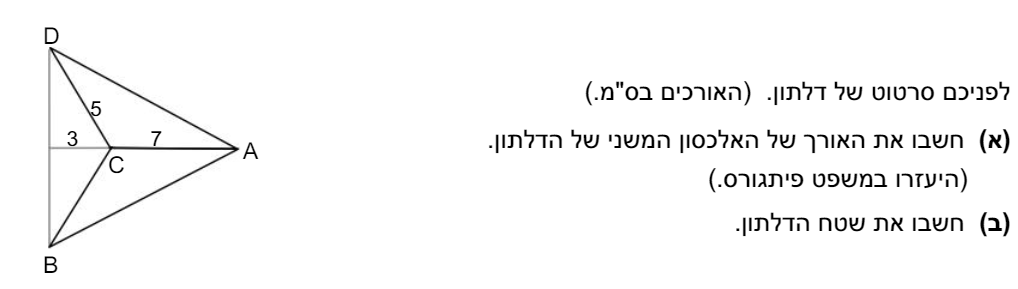 לפניכם סרטוט של דלתון. (האורכים בס"מ.)
(א) חשבו את האורך של האלכסון המשני של הדלתון.
(היעזרו במשפט פיתגורס.)
(ב) חשבו את שטח הדלתון.
D
5
3
7
C
A
B